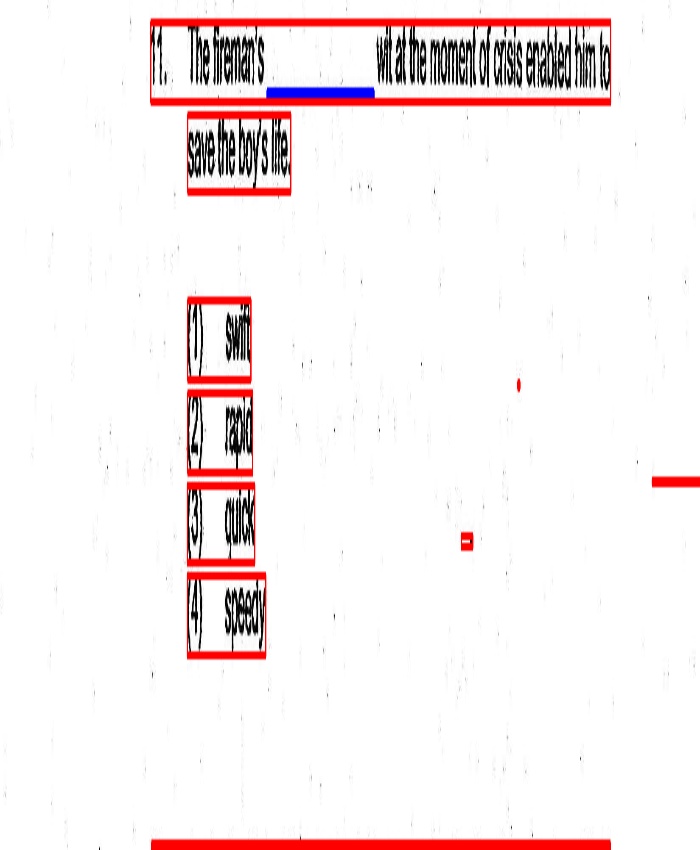 11. The fireman's ________ wit at the moment of crisis enabled him to
save the boy's life.
(1) swift
(2) rapid
(3) quick
(4) speedy